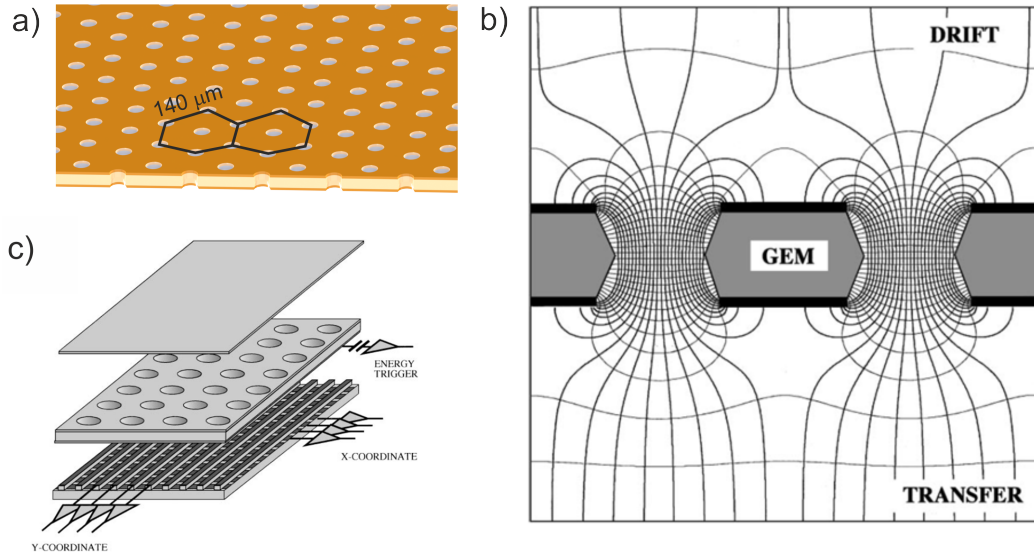 a)
140 μm
b)
DRIFT
GEM
TRANSFER
c)
ENERGY
TRIGGER
X-COORDINATE
Y-COORDINATE